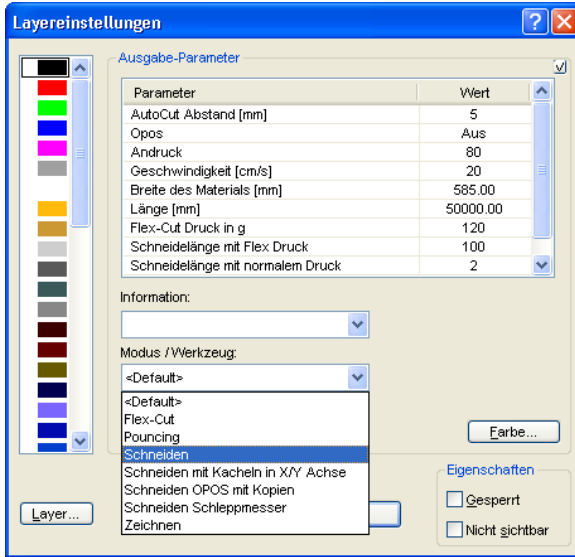 Layereinstellungen
Ausgabe-Parameter
Parameter Wert
AutoCut Abstand [mm] 5
Opos Aus
Andruck 80
Geschwindigkeit [cm/s] 20
Breite des Materials [mm] 585.00
Länge [mm] 50000.00
Flex-Cut Druck in g 120
Schneidelänge mit Flex Druck 100
Schneidelänge mit normalem Druck 2
Information:
Modus / Werkzeug:
<Default>
<Default>
Flex-Cut
Pouncing
Schneiden
Schneiden mit Kacheln in X/Y Achse
Schneiden OPOS mit Kopien
Schneiden Schleppmesser
Zeichnen
Farbe...
Eigenschaften
Gesperrt
Nicht sichtbar
Layer...